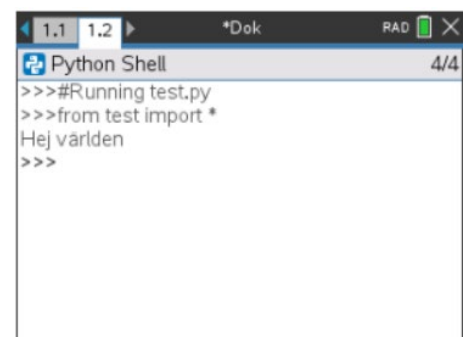 1.1 1.2 *Dok RAD
Python Shell 4/4
>>>#Running test.py
>>>from test import *
Hej världen
>>>